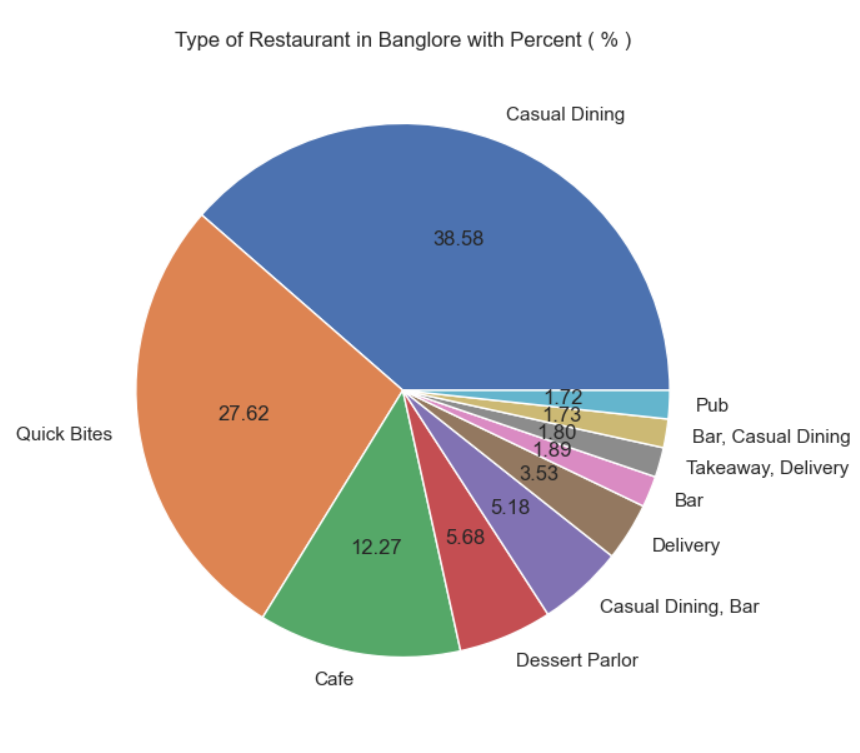 Type of Restaurant in Banglore with Percent ( % )
Casual Dining
38.58
27.62
Quick Bites
12.27
Cafe
5.68
Dessert Parlor
5.18
Casual Dining, Bar
3.53
Delivery
1.89
Bar
1.80
Takeaway, Delivery
1.73
Bar, Casual Dining
1.72
Pub